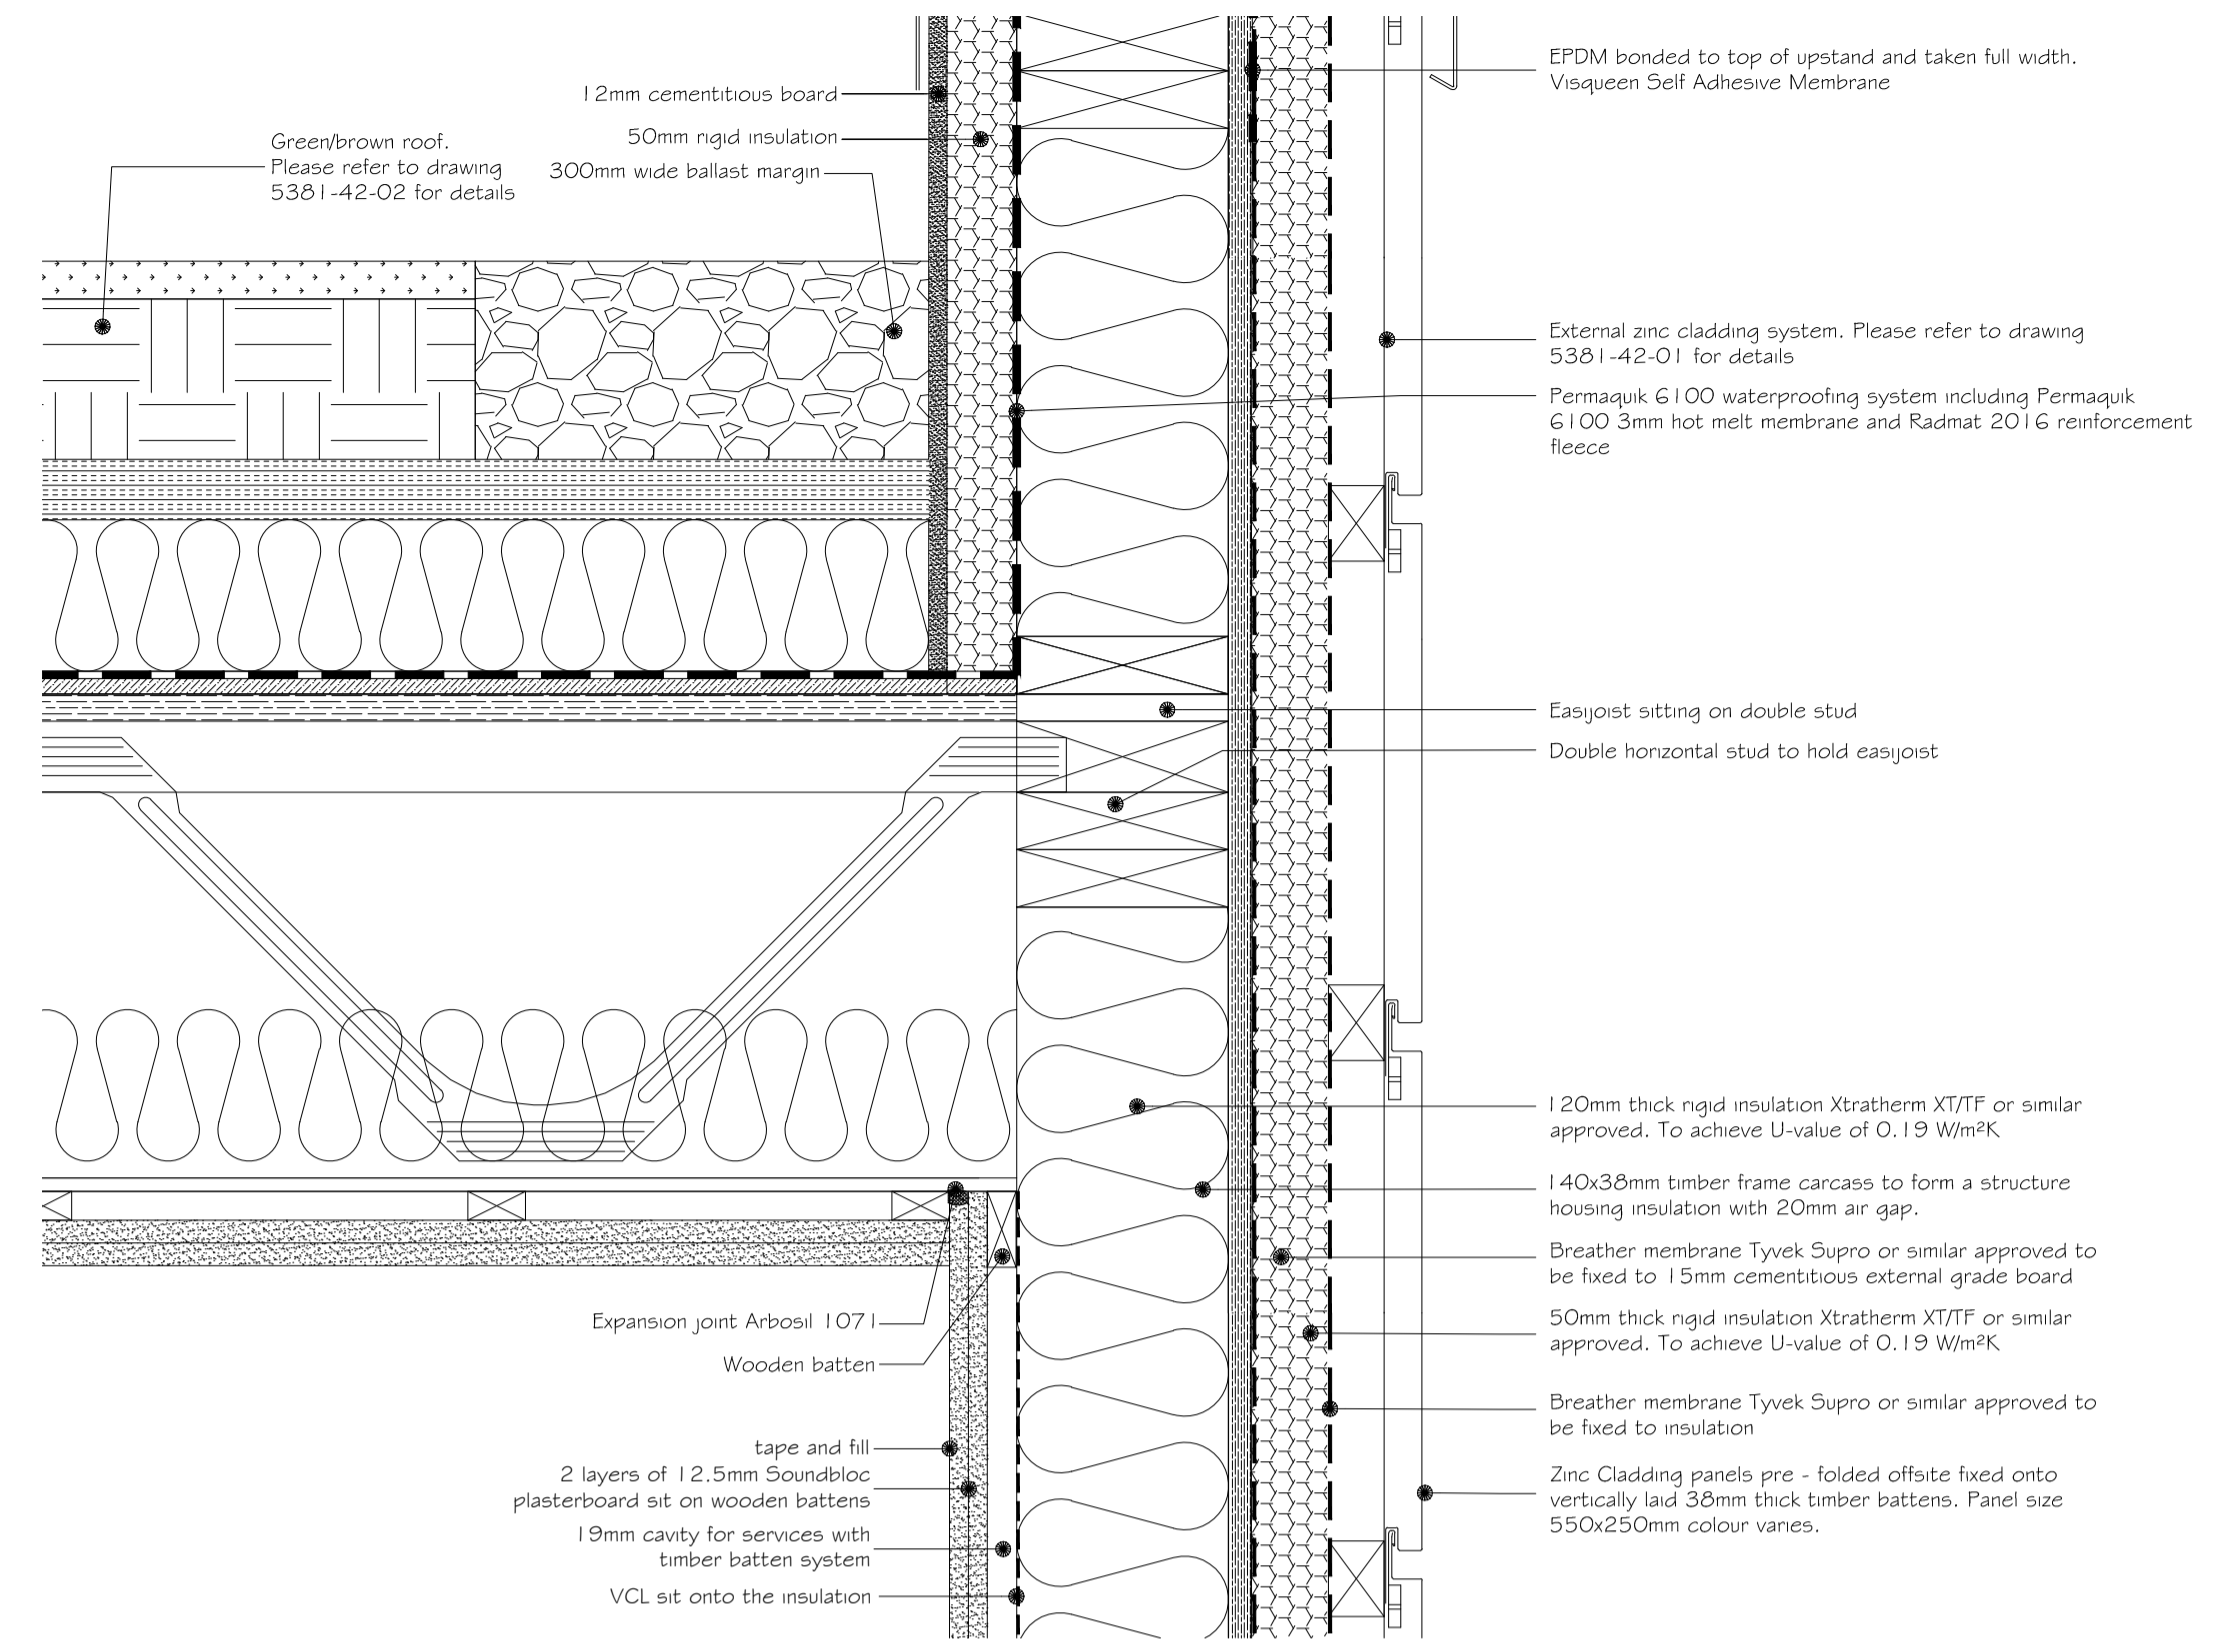 Green/brown roof.
Please refer to drawing
5381-42-02 for details
12mm cementitious board
50mm rigid insulation
300mm wide ballast margin
EPDM bonded to top of upstand and taken full width.
Visqueen Self Adhesive Membrane
External zinc cladding system. Please refer to drawing
5381-42-01 for details
Permaquik 6100 waterproofing system including Permaquik
6100 3mm hot melt membrane and Radmat 2016 reinforcement
fleece
Easijoist sitting on double stud
Double horizontal stud to hold easijoist
120mm thick rigid insulation Xtratherm XT/TF or similar
approved. To achieve U-value of 0.19 W/m²K
140x38mm timber frame carcass to form a structure
housing insulation with 20mm air gap.
Breather membrane Tyvek Supro or similar approved to
be fixed to 15mm cementitious external grade board
50mm thick rigid insulation Xtratherm XT/TF or similar
approved. To achieve U-value of 0.19 W/m²K
Breather membrane Tyvek Supro or similar approved to
be fixed to insulation
Zinc Cladding panels pre - folded offsite fixed onto
vertically laid 38mm thick timber battens. Panel size
550x250mm colour varies.
Expansion joint Arbosil 1071
Wooden batten
tape and fill
2 layers of 12.5mm Soundbloc
plasterboard sit on wooden battens
19mm cavity for services with
timber batten system
VCL sit onto the insulation